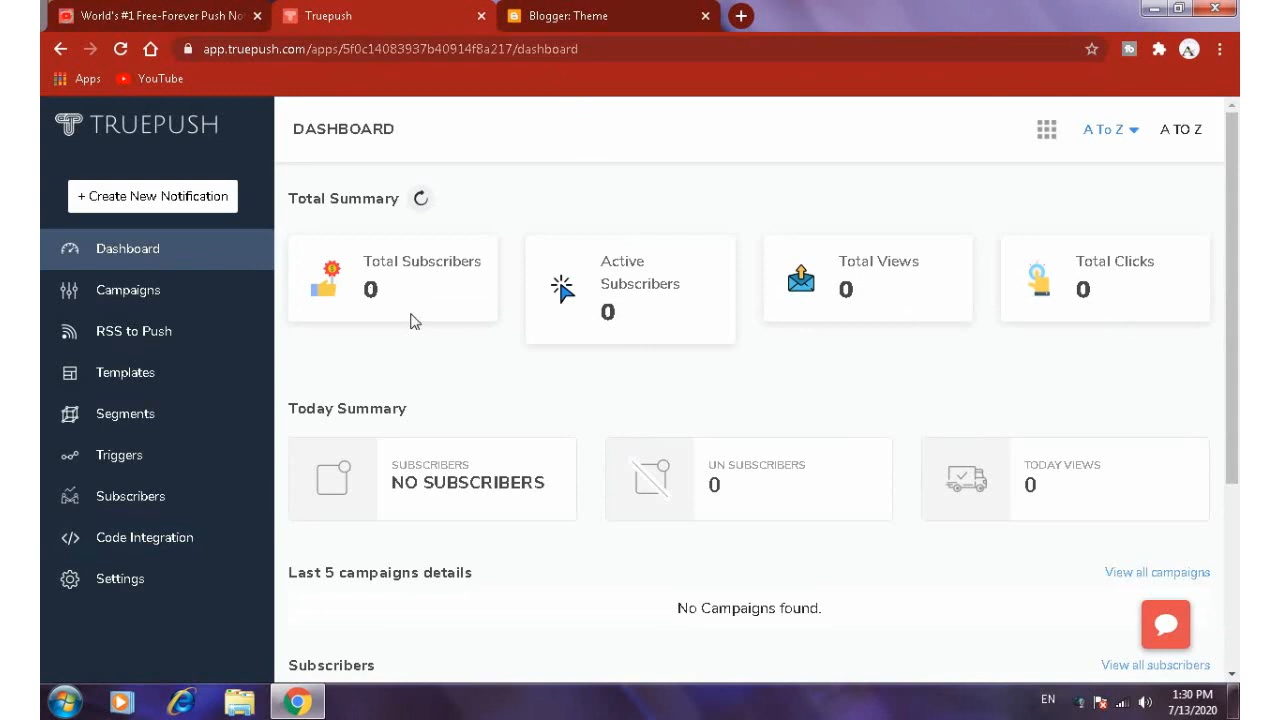 World's #1 Free-Forever Push No
Truepush
Blogger: Theme
app.truepush.com/apps/5f0c14083937b40914f8a217/dashboard
Apps
YouTube
TRUEPUSH
DASHBOARD
A To Z
A TO Z
+ Create New Notification
Total Summary
Dashboard
Campaigns
RSS to Push
Templates
Segments
Triggers
Subscribers
Code Integration
Settings
Total Subscribers
0
Active
Subscribers
0
Total Views
0
Total Clicks
0
Today Summary
SUBSCRIBERS
NO SUBSCRIBERS
UN SUBSCRIBERS
0
TODAY VIEWS
0
Last 5 campaigns details
View all campaigns
No Campaigns found.
Subscribers
View all subscribers
EN
1:30 PM
7/13/2020